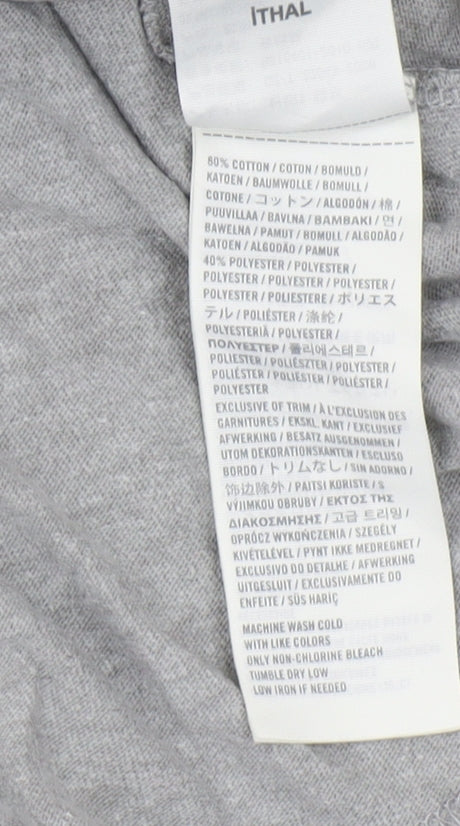 İTHAL
60% COTTON / COTON / BOMULD /
KATOEN / BAUMWOLLE / BOMULL /
COTONE / コットン / ALGODÓN / 棉 /
PUUVILLAA / BAVLNA / ΒΑΜΒΑΚΙ / 면 /
BAWEŁNA / PAMUT / BOMULL / ALGODÃO /
KATOEN / ALGODÃO / PAMUK
40% POLYESTER / POLYESTER /
POLYESTER / POLYESTER / POLYESTER /
POLYESTER / POLIESTERE / ポリエス
テル / POLIÉSTER / 涤纶 /
POLYESTERIÄ / POLYESTER /
ΠΟΛΥΕΣΤΕΡ / 폴리에스테르 /
POLIESTER / POLIÉSZTER / POLYESTER /
POLIÉSTER / POLIÉSTER / POLIÉSTER /
POLYESTER
EXCLUSIVE OF TRIM / À L'EXCLUSION DES
GARNITURES / EKSKL. KANT / EXCLUSIEF
AFWERKING / BESATZ AUSGENOMMEN /
UTOM DEKORATIONSKANTEN / ESCLUSO
BORDO / トリムなし / SIN ADORNO /
饰边除外 / PAITSI KORISTE / S
VÝJIMKOU OBRUBY / ΕΚΤΟΣ ΤΗΣ
ΔΙΑΚΟΣΜΗΣΗΣ / 고급 트리밍 /
OPRÓCZ WYKOŃCZENIA / SZEGÉLY
KIVÉTELÉVEL / PYNT IKKE MEDREGNET /
EXCLUSIVO DO DETALHE / AFWERKING
UITGESLUIT / EXCLUSIVAMENTE DO
ENFEITE / SÜS HARİÇ
MACHINE WASH COLD
WITH LIKE COLORS
ONLY NON-CHLORINE BLEACH
TUMBLE DRY LOW
LOW IRON IF NEEDED